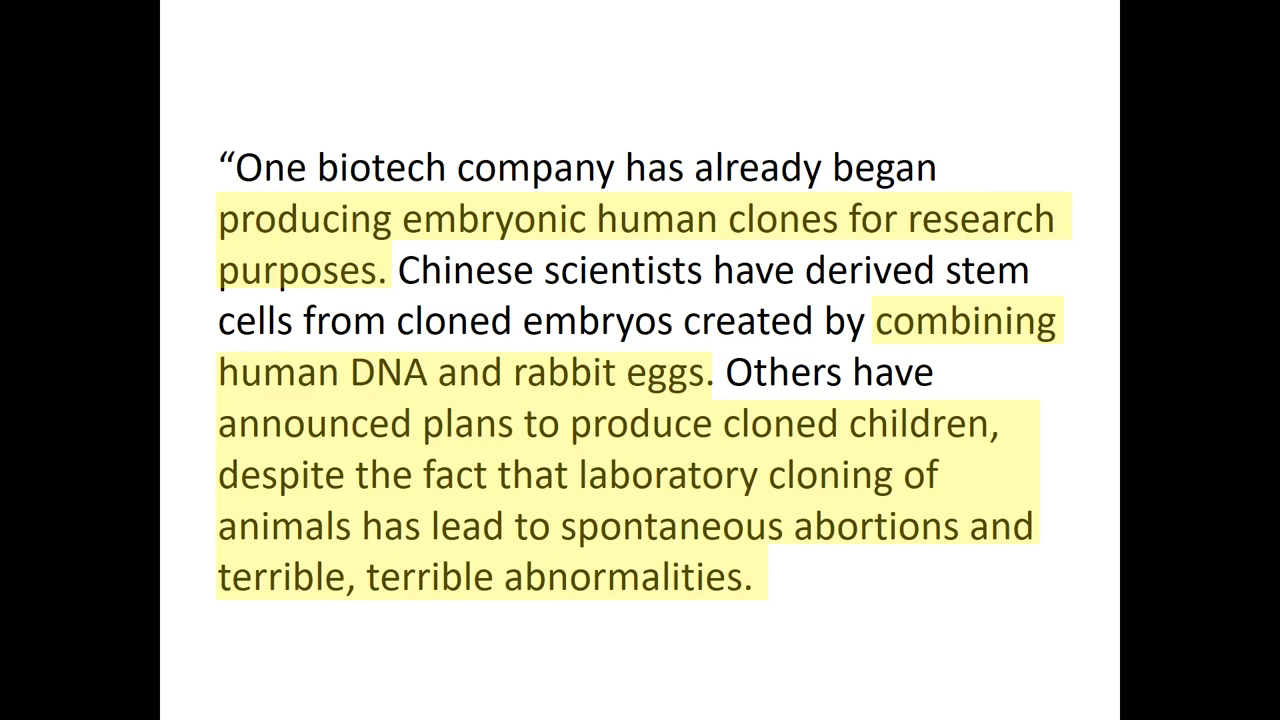 “One biotech company has already began
producing embryonic human clones for research
purposes. Chinese scientists have derived stem
cells from cloned embryos created by combining
human DNA and rabbit eggs. Others have
announced plans to produce cloned children,
despite the fact that laboratory cloning of
animals has lead to spontaneous abortions and
terrible, terrible abnormalities.